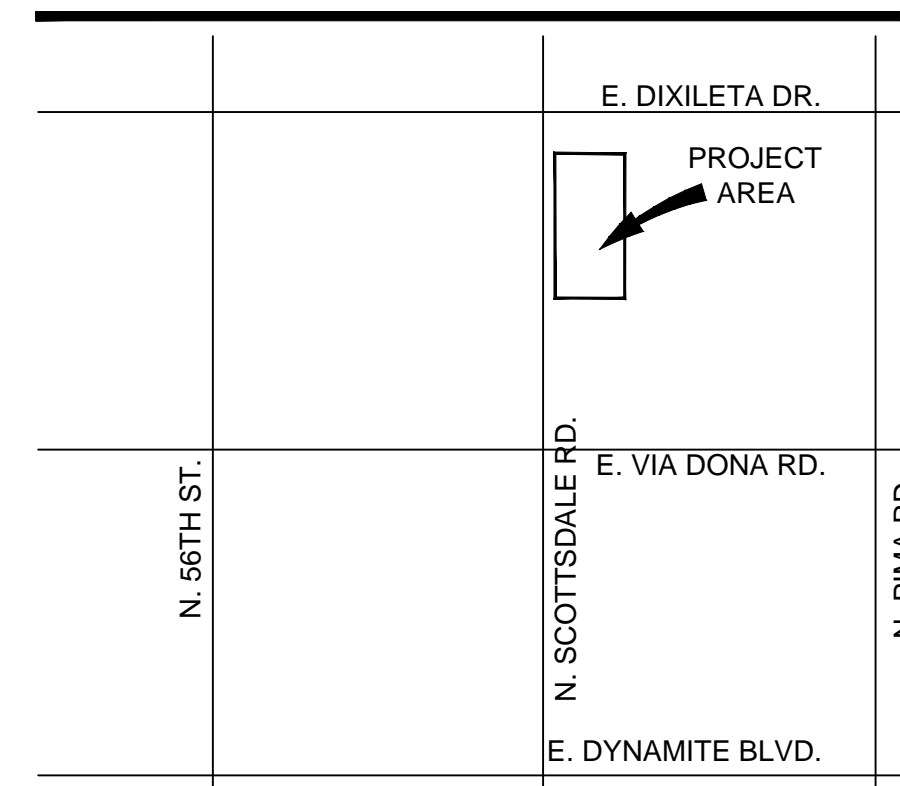 E. DIXILETA DR.
PROJECT
AREA
N. SCOTTSDALE RD.
E. VIA DONA RD.
N. 56TH ST.
E. DYNAMITE BLVD.